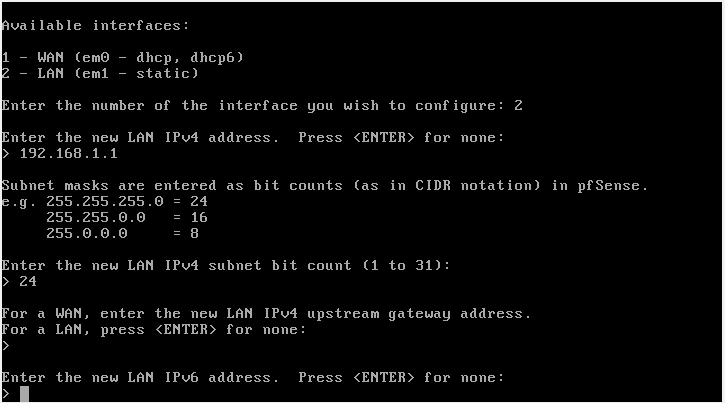 Available interfaces:
1 - WAN (em0 - dhcp, dhcp6)
2 - LAN (em1 - static)
Enter the number of the interface you wish to configure: 2
Enter the new LAN IPv4 address.  Press <ENTER> for none:
> 192.168.1.1
Subnet masks are entered as bit counts (as in CIDR notation) in pfSense.
e.g. 255.255.255.0 = 24
     255.255.0.0   = 16
     255.0.0.0     = 8
Enter the new LAN IPv4 subnet bit count (1 to 31):
> 24
For a WAN, enter the new LAN IPv4 upstream gateway address.
For a LAN, press <ENTER> for none:
>
Enter the new LAN IPv6 address.  Press <ENTER> for none:
>